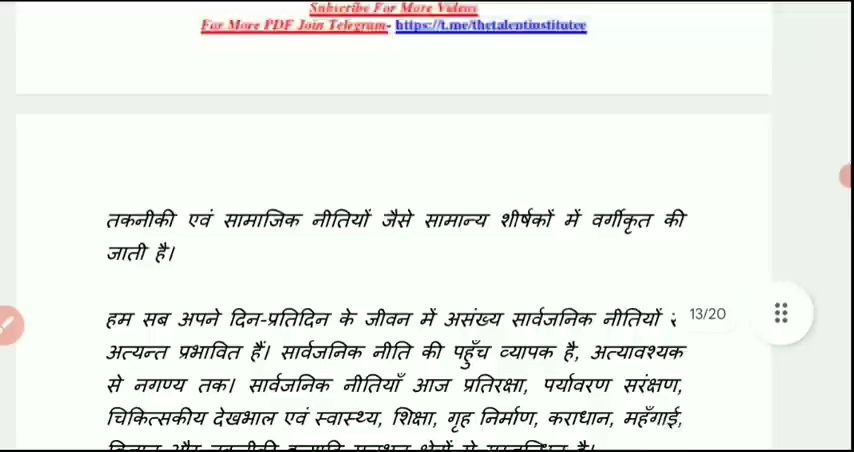 Subscribe For More Videos
For More PDF Join Telegram- https://t.me/thetalentinstitutee
तकनीकी एवं सामाजिक नीतियों जैसे सामान्य शीर्षकों में वर्गीकृत की
जाती है।
हम सब अपने दिन-प्रतिदिन के जीवन में असंख्य सार्वजनिक नीतियों
13/20
अत्यन्त प्रभावित हैं। सार्वजनिक नीति की पहुँच व्यापक है, अत्यावश्यक
से नगण्य तक। सार्वजनिक नीतियाँ आज प्रतिरक्षा, पर्यावरण संरक्षण,
चिकित्सकीय देखभाल एवं स्वास्थ्य, शिक्षा, गृह निर्माण, कराधान, महँगाई,